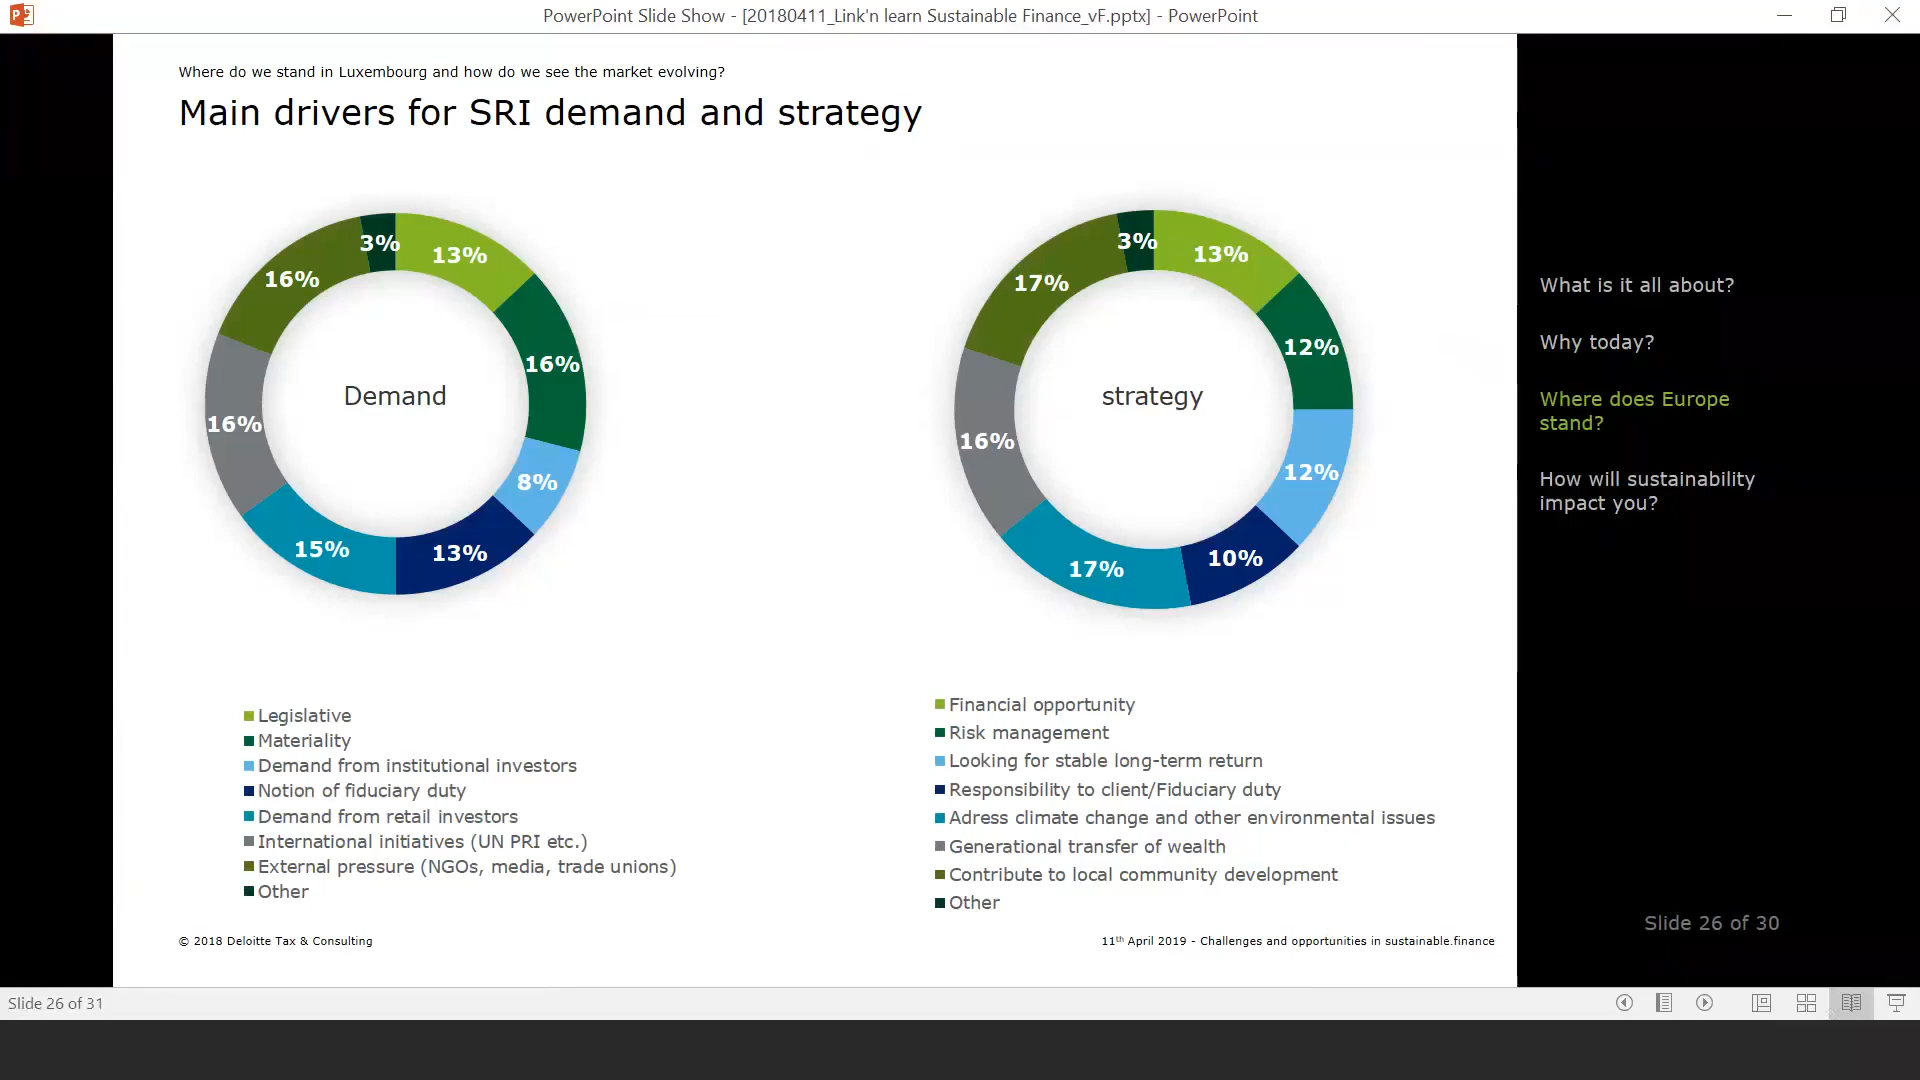 PowerPoint Slide Show - [20180411_Link'n learn Sustainable Finance_vF.pptx] - PowerPoint
Where do we stand in Luxembourg and how do we see the market evolving?
Main drivers for SRI demand and strategy
3%
13%
16%
16%
Demand
16%
8%
15%
13%
3%
13%
17%
12%
strategy
16%
12%
17%
10%
Legislative
Materiality
Demand from institutional investors
Notion of fiduciary duty
Demand from retail investors
International initiatives (UN PRI etc.)
External pressure (NGOs, media, trade unions)
Other
Financial opportunity
Risk management
Looking for stable long-term return
Responsibility to client/Fiduciary duty
Adress climate change and other environmental issues
Generational transfer of wealth
Contribute to local community development
Other
© 2018 Deloitte Tax & Consulting
11th April 2019 - Challenges and opportunities in sustainable.finance
What is it all about?
Why today?
Where does Europe
stand?
How will sustainability
impact you?
Slide 26 of 30
Slide 26 of 31